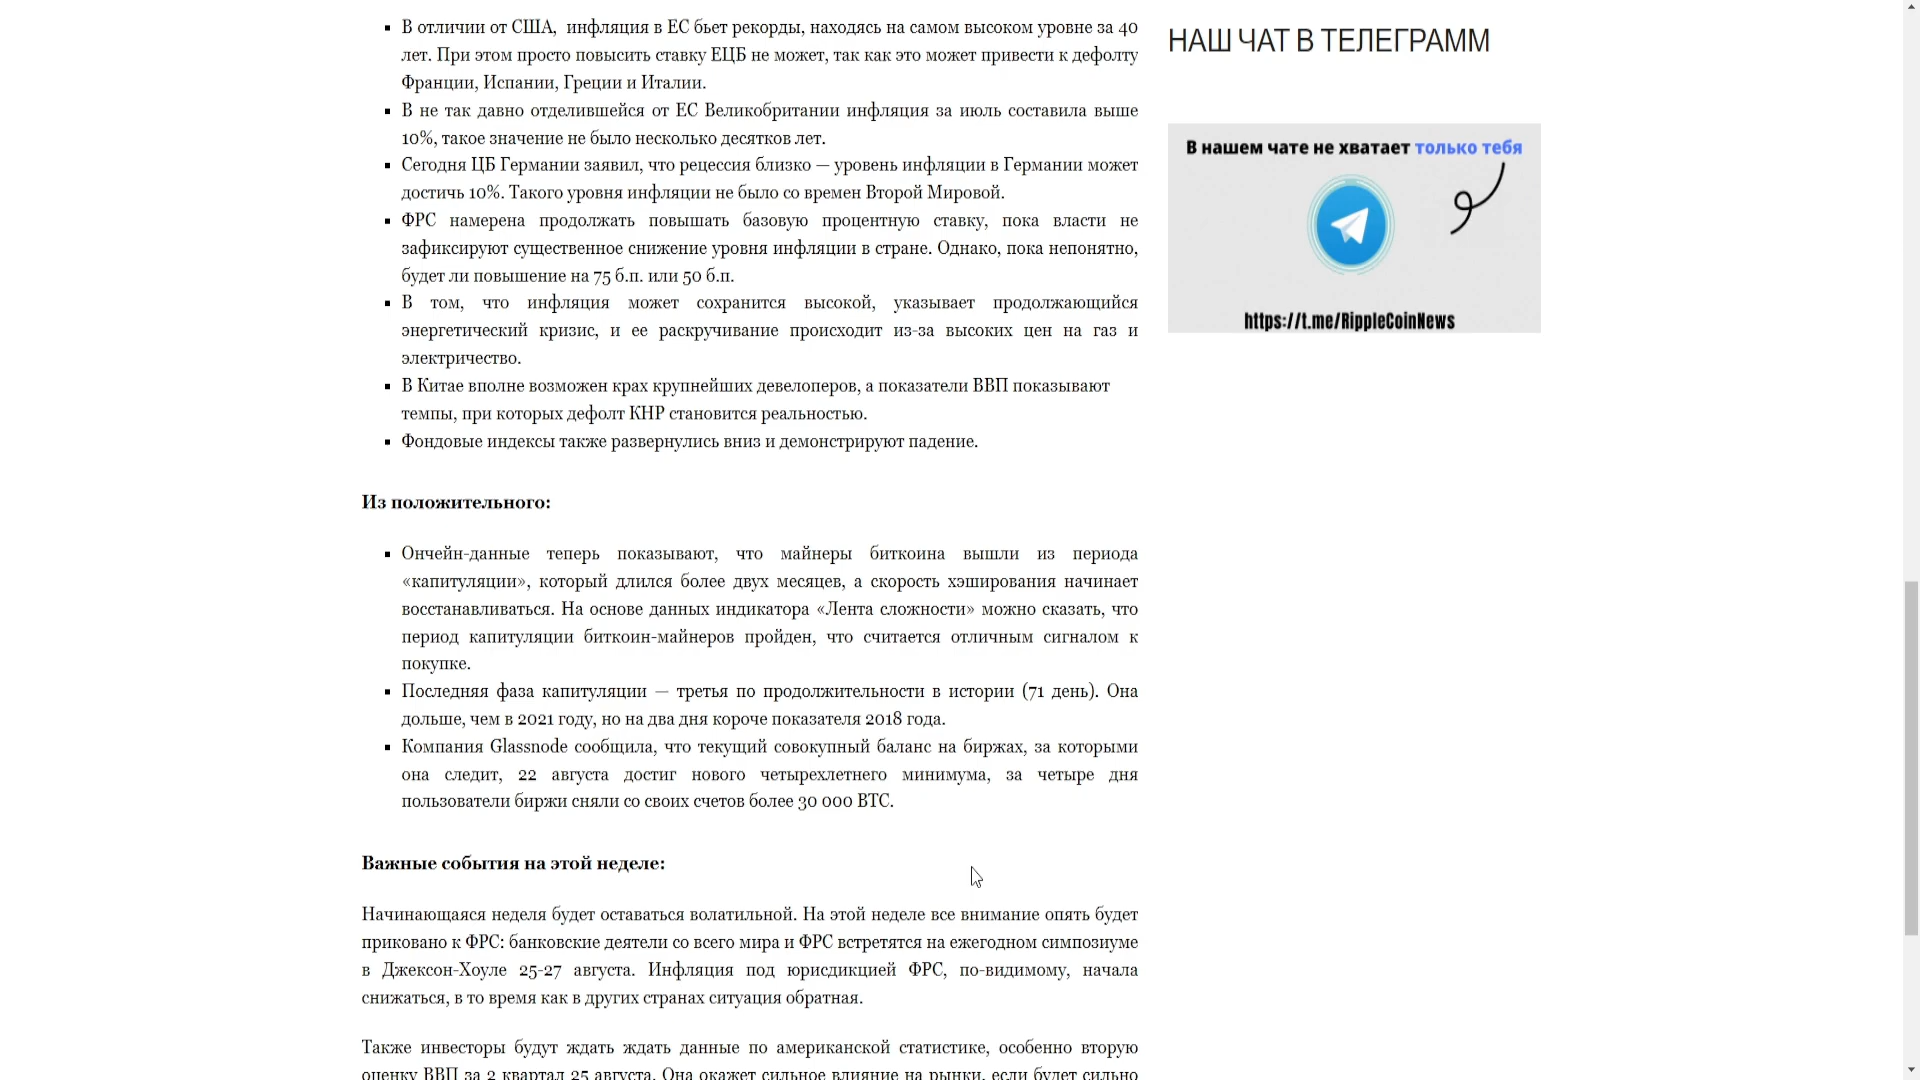 В отличии от США, инфляция в ЕС бьет рекорды, находясь на самом высоком уровне за 40
лет. При этом просто повысить ставку ЕЦБ не может, так как это может привести к дефолту
Франции, Испании, Греции и Италии.
В не так давно отделившейся от ЕС Великобритании инфляция за июль составила выше
10%, такое значение не было несколько десятков лет.
Сегодня ЦБ Германии заявил, что рецессия близко — уровень инфляции в Германии может
достичь 10%. Такого уровня инфляции не было со времен Второй Мировой.
ФРС намерена продолжать повышать базовую процентную ставку, пока власти не
зафиксируют существенное снижение уровня инфляции в стране. Однако, пока непонятно,
будет ли повышение на 75 б.п. или 50 б.п.
В том, что инфляция может сохранится высокой, указывает продолжающийся
энергетический кризис, и ее раскручивание происходит из-за высоких цен на газ и
электричество.
В Китае вполне возможен крах крупнейших девелоперов, а показатели ВВП показывают
темпы, при которых дефолт КНР становится реальностью.
Фондовые индексы также развернулись вниз и демонстрируют падение.
Из положительного:
Ончейн-данные теперь показывают, что майнеры биткоина вышли из периода
«капитуляции», который длился более двух месяцев, а скорость хэширования начинает
восстанавливаться. На основе данных индикатора «Лента сложности» можно сказать, что
период капитуляции биткоин-майнеров пройден, что считается отличным сигналом к
покупке.
Последняя фаза капитуляции — третья по продолжительности в истории (71 день). Она
дольше, чем в 2021 году, но на два дня короче показателя 2018 года.
Компания Glassnode сообщила, что текущий совокупный баланс на биржах, за которыми
она следит, 22 августа достиг нового четырехлетнего минимума, за четыре дня
пользователи биржи сняли со своих счетов более 30 000 BTC.
Важные события на этой неделе:
Начинающаяся неделя будет оставаться волатильной. На этой неделе все внимание опять будет
приковано к ФРС: банковские деятели со всего мира и ФРС встретятся на ежегодном симпозиуме
в Джексон-Хоуле 25-27 августа. Инфляция под юрисдикцией ФРС, по-видимому, начала
снижаться, в то время как в других странах ситуация обратная.
Также инвесторы будут ждать ждать данные по американской статистике, особенно вторую
оценку ВВП за 2 квартал 25 августа. Она окажет сильное влияние на рынки, если будет сильно
НАШ ЧАТ В ТЕЛЕГРАММ
В нашем чате не хватает только тебя
https://t.me/RippleCoinNews